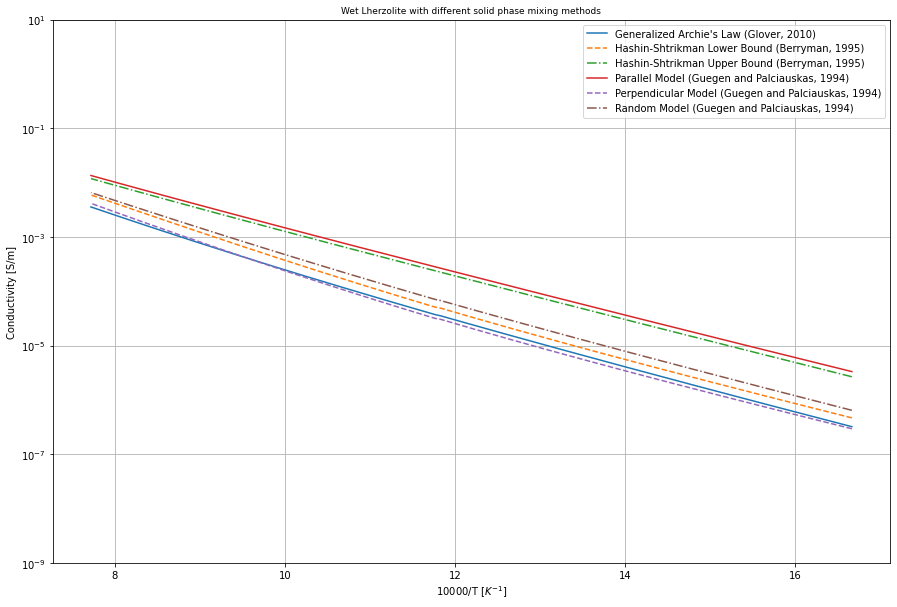 Wet Lherzolite with different solid phase mixing methods
Generalized Archie's Law (Glover, 2010)
Hashin-Shtrikman Lower Bound (Berryman, 1995)
Hashin-Shtrikman Upper Bound (Berryman, 1995)
Parallel Model (Guegen and Palciauskas, 1994)
Perpendicular Model (Guegen and Palciauskas, 1994)
Random Model (Guegen and Palciauskas, 1994)
Conductivity [S/m]
10¹
10⁻¹
10⁻³
10⁻⁵
10⁻⁷
10⁻⁹
8 10 12 14 16
10000/T [K⁻¹]